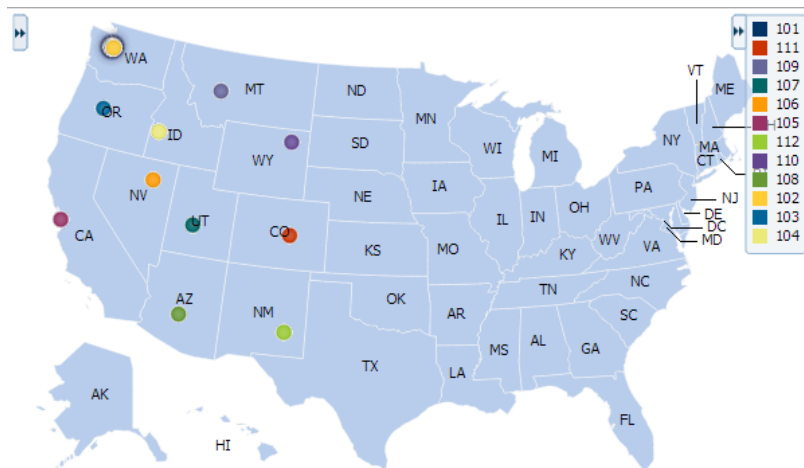 WA
MT
ND
MN
OR
ID
WY
SD
WI
MI
NY
VT
ME
MA
CT
NV
UT
CO
NE
IA
IL
IN
OH
PA
NJ
DE
DC
MD
CA
KS
MO
KY
WV
VA
AZ
NM
OK
AR
TN
NC
SC
TX
LA
MS
AL
GA
FL
AK
HI
101
111
109
107
106
105
112
110
108
102
103
104